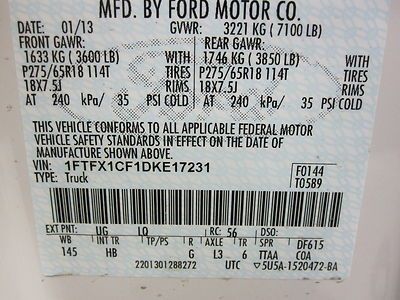 MFD. BY FORD MOTOR CO.
DATE: 01/13 GVWR: 3221 KG (7100 LB)
FRONT GAWR: REAR GAWR:
1633 KG (3600 LB) WITH 1746 KG (3850 LB) WITH
P275/65R18 114T TIRES P275/65R18 114T TIRES
18X7.5J RIMS 18X7.5J RIMS
AT 240 kPa/ 35 PSI COLD AT 240 kPa/ 35 PSI COLD
THIS VEHICLE CONFORMS TO ALL APPLICABLE FEDERAL MOTOR
VEHICLE SAFETY STANDARDS IN EFFECT ON THE DATE OF
MANUFACTURE SHOWN ABOVE.
VIN: 1FTFX1CF1DKE17231 F0144
TYPE: Truck T0589
EXT PNT: UG RC: 56 DSO:
WB INT TR TP/PS R AXLE TR SPR DF615
145 HB G L3 6 TTAA COA
2201301288272 UTC 5U5A-1520472-BA